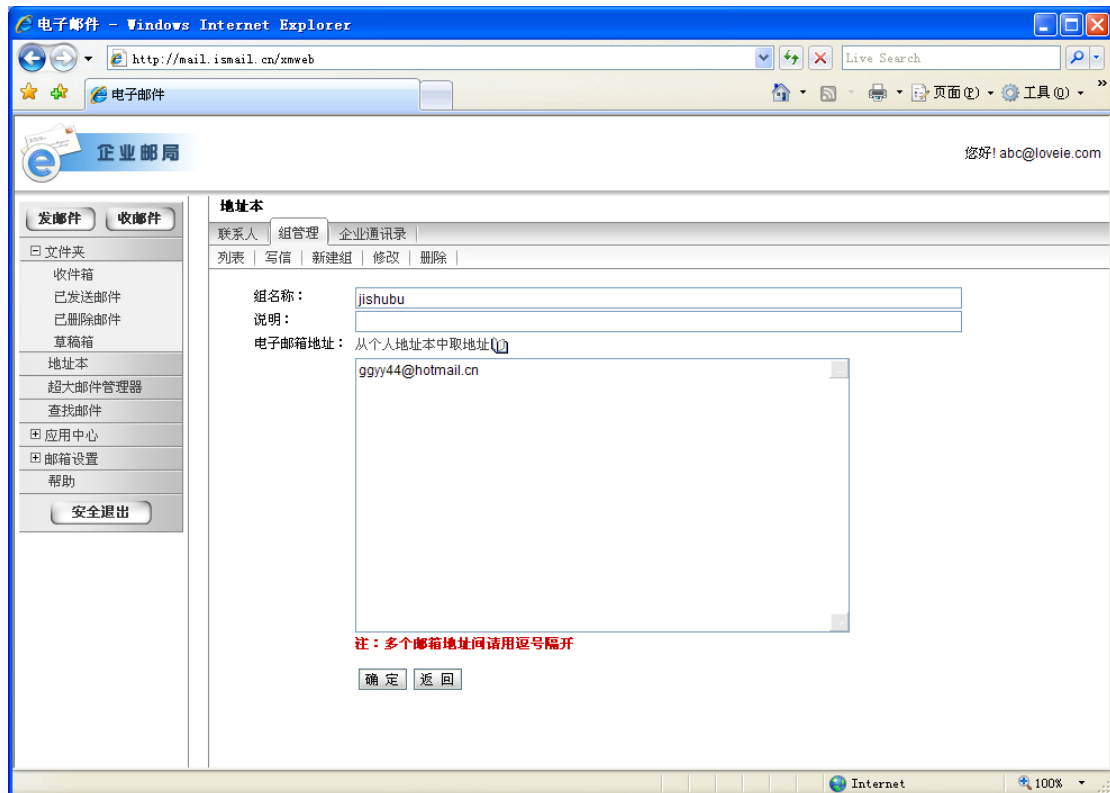 电子邮件 - Windows Internet Explorer
http://mail.ismail.cn/xmweb
Live Search
电子邮件
页面(P)
工具(O)
»
e 企业邮局
您好! abc@loveie.com
发邮件 收邮件
文件夹
收件箱
已发送邮件
已删除邮件
草稿箱
地址本
超大邮件管理器
查找邮件
应用中心
邮箱设置
帮助
安全退出
地址本
联系人 组管理 企业通讯录
列表 | 写信 | 新建组 | 修改 | 删除 |
组名称： jishubu
说明：
电子邮箱地址： 从个人地址本中取地址
ggyy44@hotmail.cn
注：多个邮箱地址间请用逗号隔开
确 定 返 回
Internet 100%